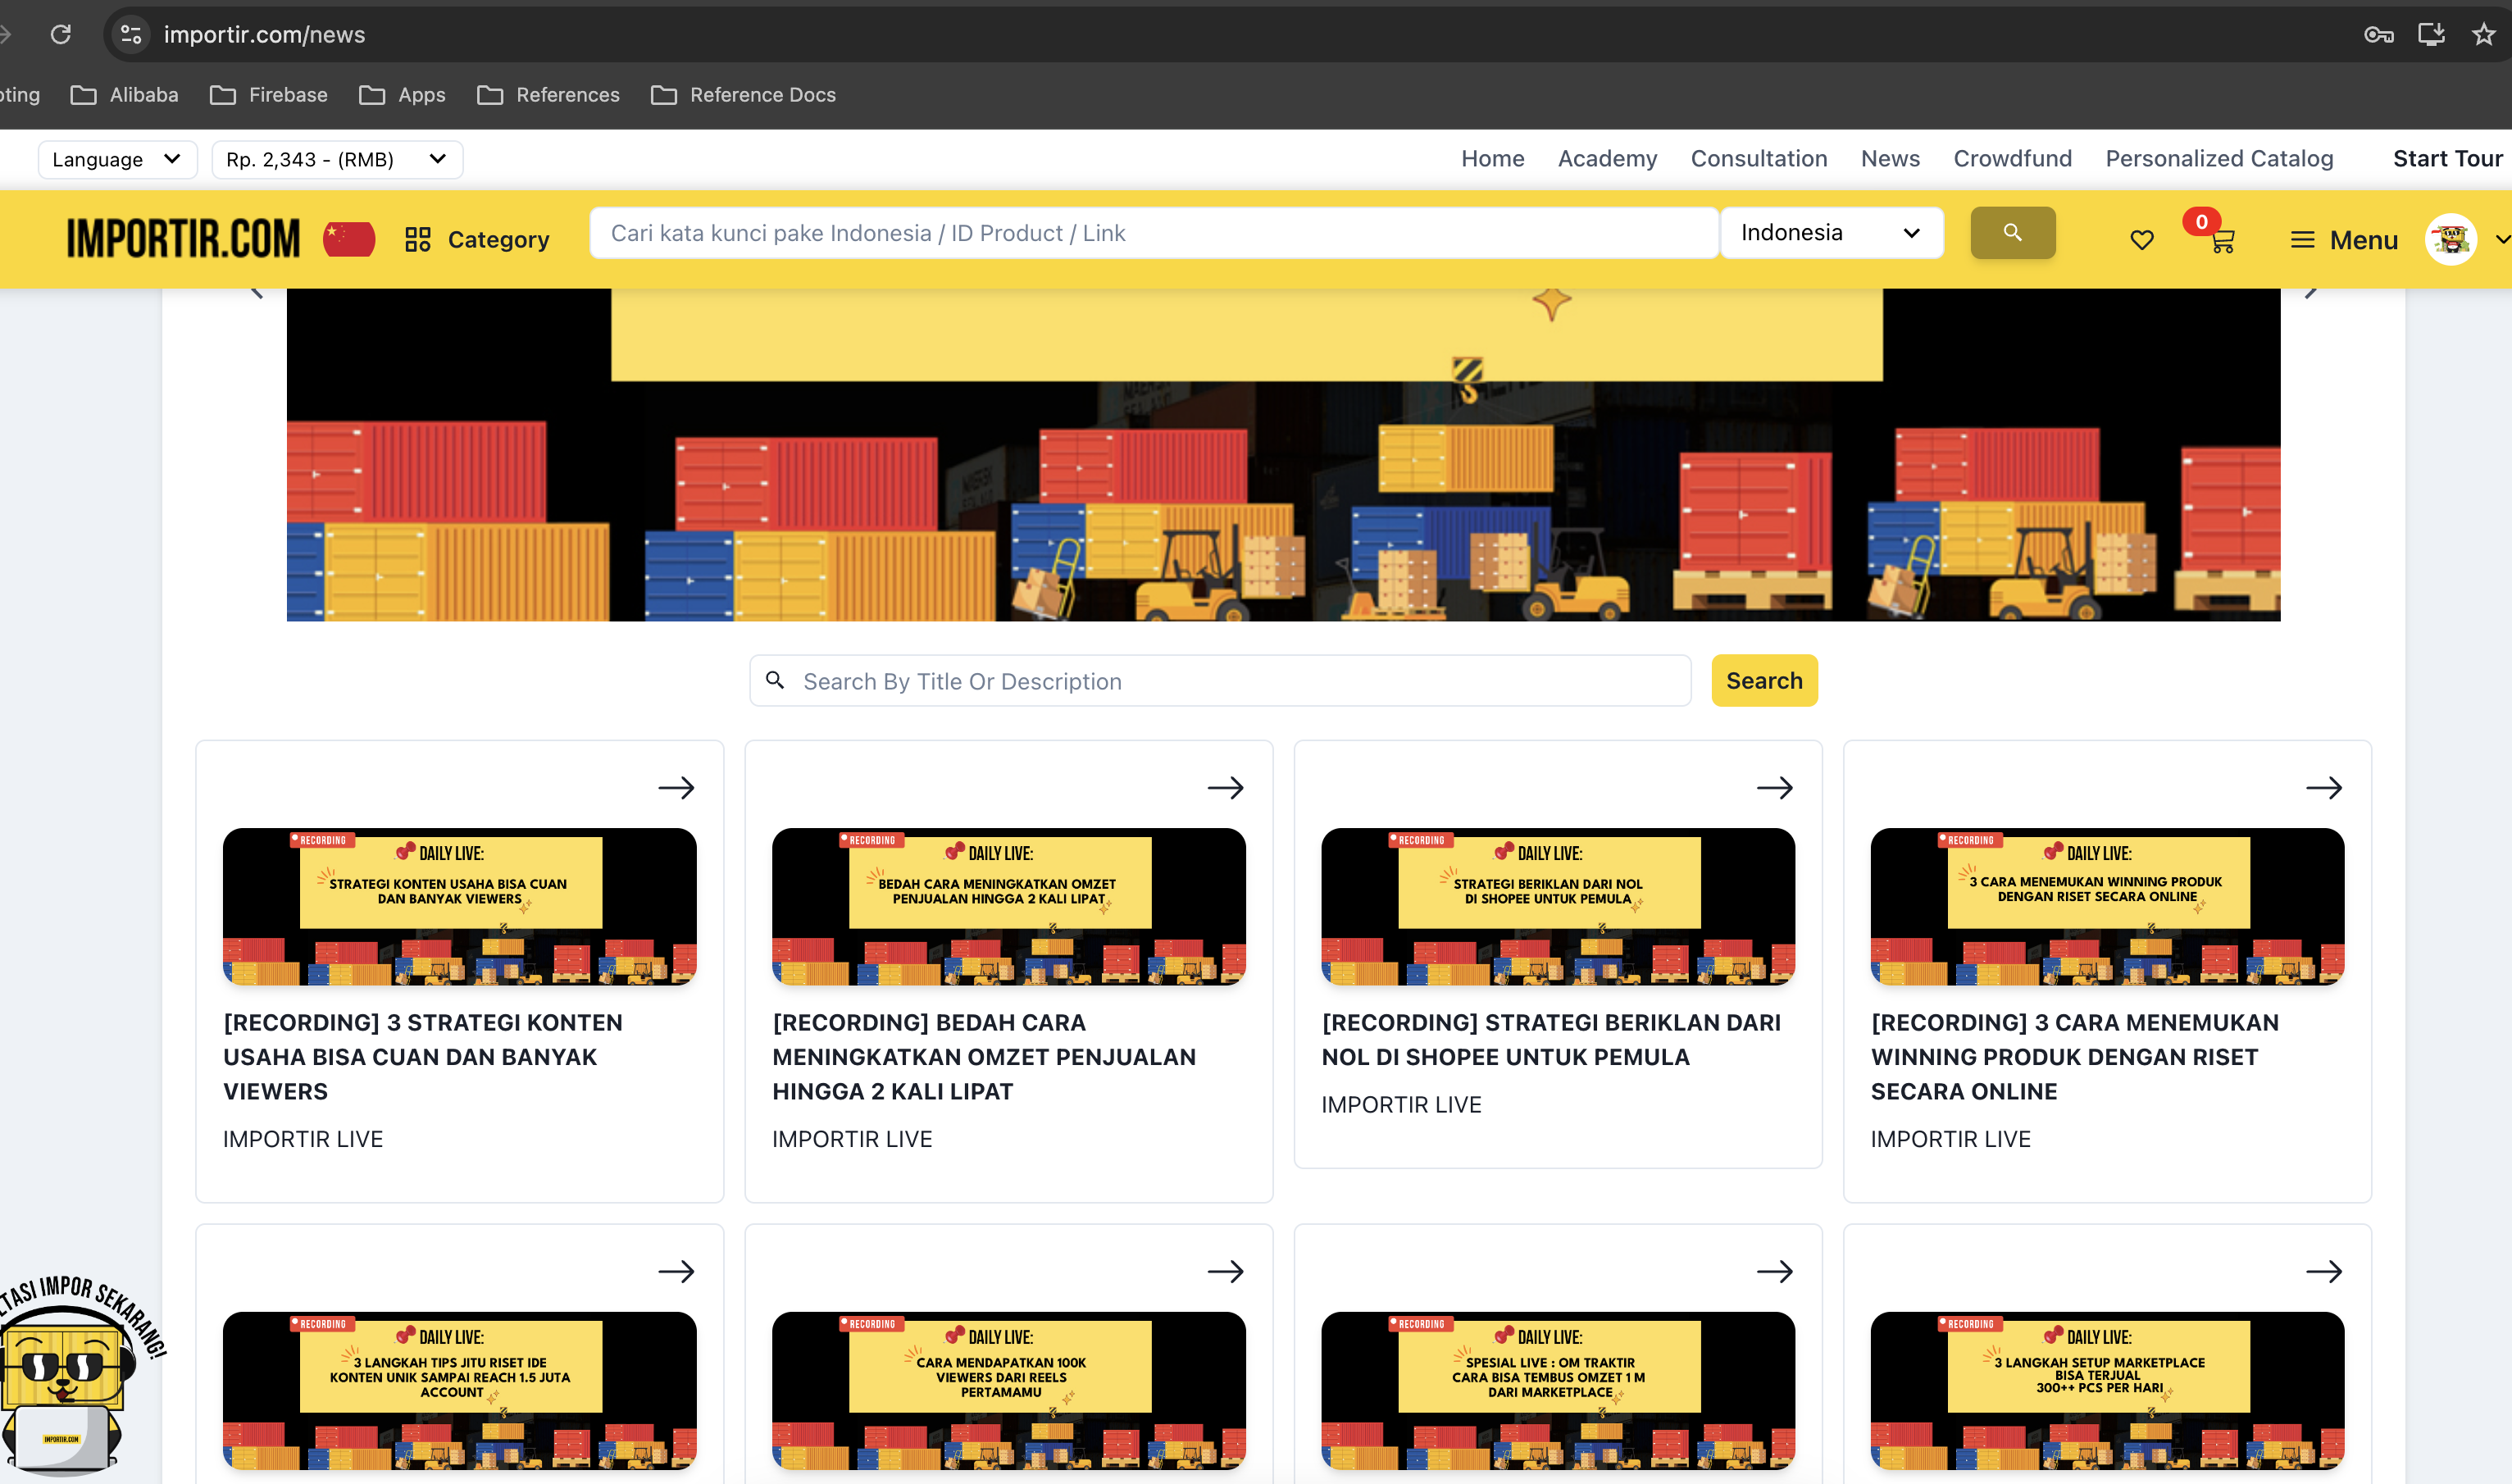 importir.com/news
oting
Alibaba
Firebase
Apps
References
Reference Docs
Language
Rp. 2,343 - (RMB)
Home
Academy
Consultation
News
Crowdfund
Personalized Catalog
Start Tour
IMPORTIR.COM
Category
Cari kata kunci pake Indonesia / ID Product / Link
Indonesia
0
Menu
Search By Title Or Description
Search
RECORDING
DAILY LIVE:
STRATEGI KONTEN USAHA BISA CUAN
DAN BANYAK VIEWERS
[RECORDING] 3 STRATEGI KONTEN
USAHA BISA CUAN DAN BANYAK
VIEWERS
IMPORTIR LIVE
RECORDING
DAILY LIVE:
BEDAH CARA MENINGKATKAN OMZET
PENJUALAN HINGGA 2 KALI LIPAT
[RECORDING] BEDAH CARA
MENINGKATKAN OMZET PENJUALAN
HINGGA 2 KALI LIPAT
IMPORTIR LIVE
RECORDING
DAILY LIVE:
STRATEGI BERIKLAN DARI NOL
DI SHOPEE UNTUK PEMULA
[RECORDING] STRATEGI BERIKLAN DARI
NOL DI SHOPEE UNTUK PEMULA
IMPORTIR LIVE
RECORDING
DAILY LIVE:
3 CARA MENEMUKAN WINNING PRODUK
DENGAN RISET SECARA ONLINE
[RECORDING] 3 CARA MENEMUKAN
WINNING PRODUK DENGAN RISET
SECARA ONLINE
IMPORTIR LIVE
RECORDING
DAILY LIVE:
3 LANGKAH TIPS JITU RISET IDE
KONTEN UNIK SAMPAI REACH 1.5 JUTA
ACCOUNT
RECORDING
DAILY LIVE:
CARA MENDAPATKAN 100K
VIEWERS DARI REELS
PERTAMAMU
RECORDING
DAILY LIVE:
SPESIAL LIVE : OM TRAKTIR
CARA BISA TEMBUS OMZET 1 M
DARI MARKETPLACE
RECORDING
DAILY LIVE:
3 LANGKAH SETUP MARKETPLACE
BISA TERJUAL
300++ PCS PER HARI
LTASI IMPOR SEKARANG!
IMPORTIR.COM